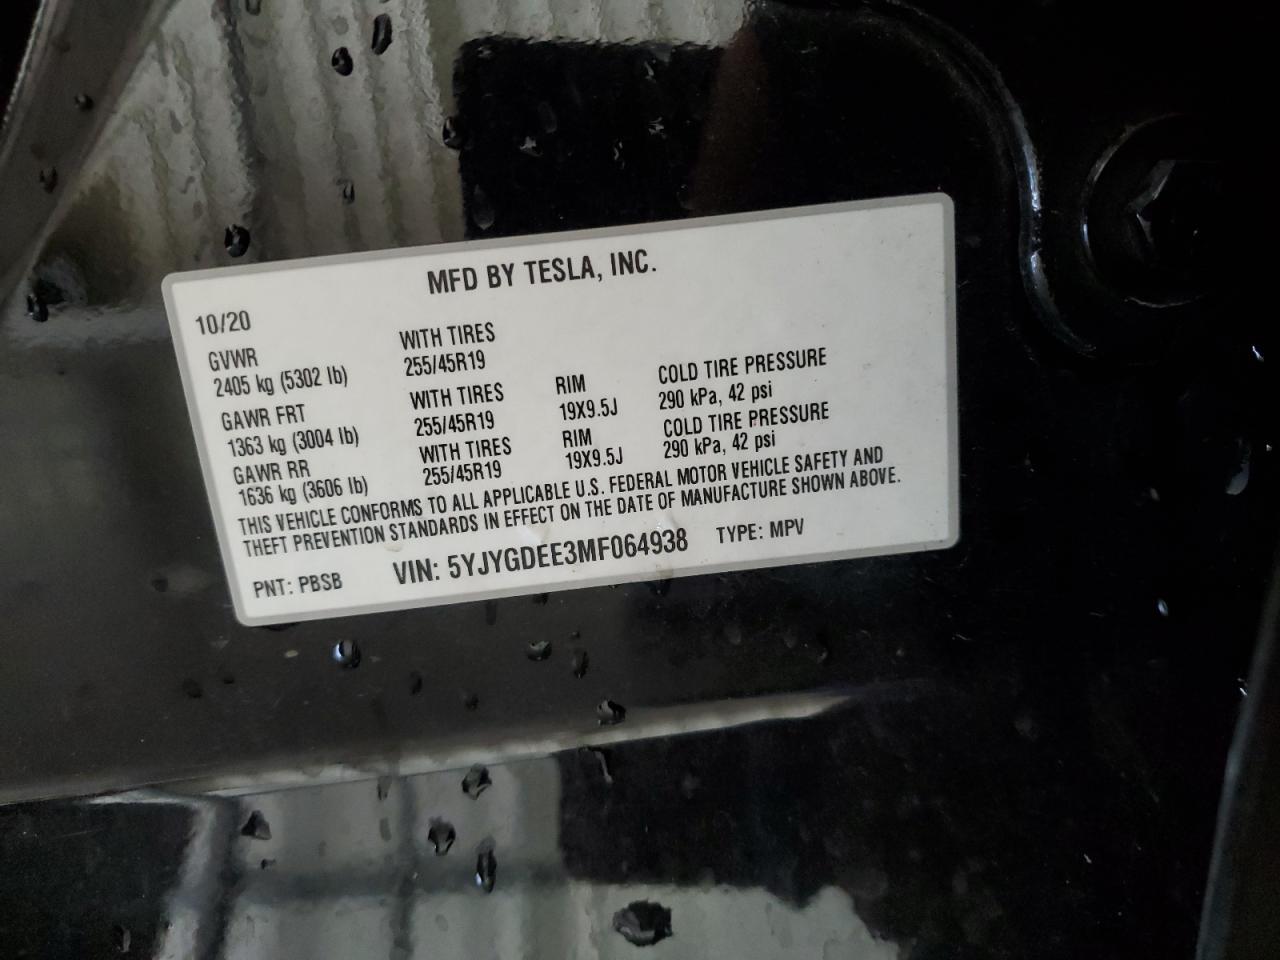 MFD BY TESLA, INC.
10/20
GVWR WITH TIRES
2405 kg (5302 lb) 255/45R19
GAWR FRT WITH TIRES RIM COLD TIRE PRESSURE
1363 kg (3004 lb) 255/45R19 19X9.5J 290 kPa, 42 psi
GAWR RR WITH TIRES RIM COLD TIRE PRESSURE
1636 kg (3606 lb) 255/45R19 19X9.5J 290 kPa, 42 psi
THIS VEHICLE CONFORMS TO ALL APPLICABLE U.S. FEDERAL MOTOR VEHICLE SAFETY AND
THEFT PREVENTION STANDARDS IN EFFECT ON THE DATE OF MANUFACTURE SHOWN ABOVE.
PNT: PBSB VIN: 5YJYGDEE3MF064938 TYPE: MPV